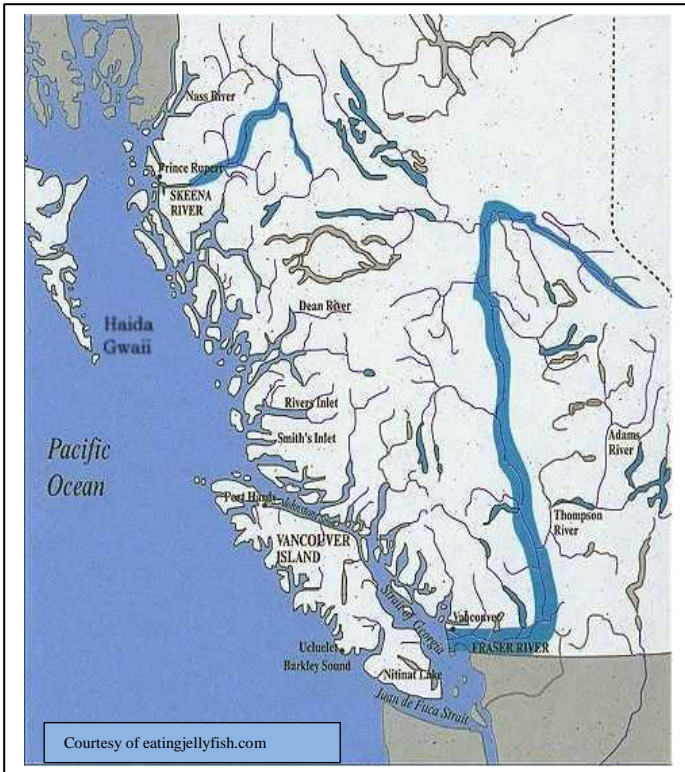 Nass River
Prince Rupert
SKEENA
RIVER
Dean River
Haida
Gwaii
Rivers Inlet
Smith's Inlet
Adams
River
Pacific
Ocean
Port Hardy
Johnstone
VANCOUVER
ISLAND
Thompson
River
Strait of Georgia
Vancouver
FRASER RIVER
Ucluelet
Barkley Sound
Nitinat Lake
Juan de Fuca Strait
Courtesy of eatingjellyfish.com